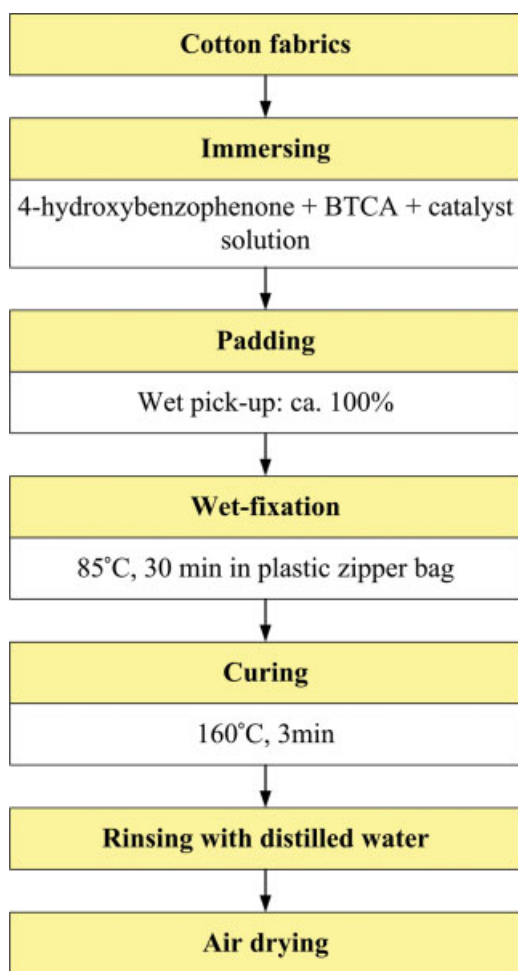 Cotton fabrics
Immersing
4-hydroxybenzophenone + BTCA + catalyst
solution
Padding
Wet pick-up: ca. 100%
Wet-fixation
85°C, 30 min in plastic zipper bag
Curing
160°C, 3min
Rinsing with distilled water
Air drying